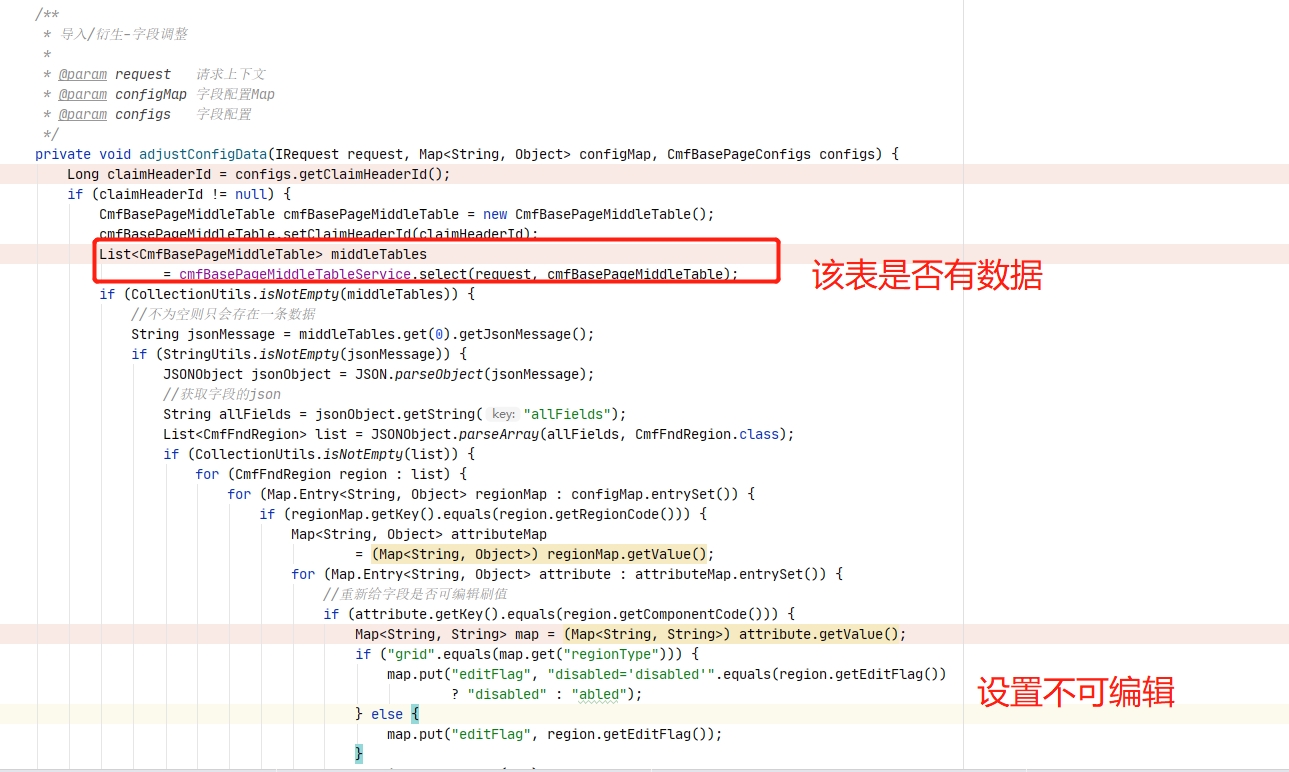 /**
 * 导入/衍生-字段调整
 *
 * @param request   请求上下文
 * @param configMap 字段配置Map
 * @param configs   字段配置
 */
private void adjustConfigData(IRequest request, Map<String, Object> configMap, CmfBasePageConfigs configs) {
    Long claimHeaderId = configs.getClaimHeaderId();
    if (claimHeaderId != null) {
        CmfBasePageMiddleTable cmfBasePageMiddleTable = new CmfBasePageMiddleTable();
        cmfBasePageMiddleTable.setClaimHeaderId(claimHeaderId);
        List<CmfBasePageMiddleTable> middleTables
                = cmfBasePageMiddleTableService.select(request, cmfBasePageMiddleTable);
该表是否有数据
        if (CollectionUtils.isNotEmpty(middleTables)) {
            //不为空则只会存在一条数据
            String jsonMessage = middleTables.get(0).getJsonMessage();
            if (StringUtils.isNotEmpty(jsonMessage)) {
                JSONObject jsonObject = JSON.parseObject(jsonMessage);
                //获取字段的json
                String allFields = jsonObject.getString( key: "allFields");
                List<CmfFndRegion> list = JSONObject.parseArray(allFields, CmfFndRegion.class);
                if (CollectionUtils.isNotEmpty(list)) {
                    for (CmfFndRegion region : list) {
                        for (Map.Entry<String, Object> regionMap : configMap.entrySet()) {
                            if (regionMap.getKey().equals(region.getRegionCode())) {
                                Map<String, Object> attributeMap
                                        = (Map<String, Object>) regionMap.getValue();
                                for (Map.Entry<String, Object> attribute : attributeMap.entrySet()) {
                                    //重新给字段是否可编辑刷值
                                    if (attribute.getKey().equals(region.getComponentCode())) {
                                        Map<String, String> map = (Map<String, String>) attribute.getValue();
                                        if ("grid".equals(map.get("regionType"))) {
                                            map.put("editFlag", "disabled='disabled'".equals(region.getEditFlag())
                                                    ? "disabled" : "abled");
设置不可编辑
                                        } else {
                                            map.put("editFlag", region.getEditFlag());
                                        }